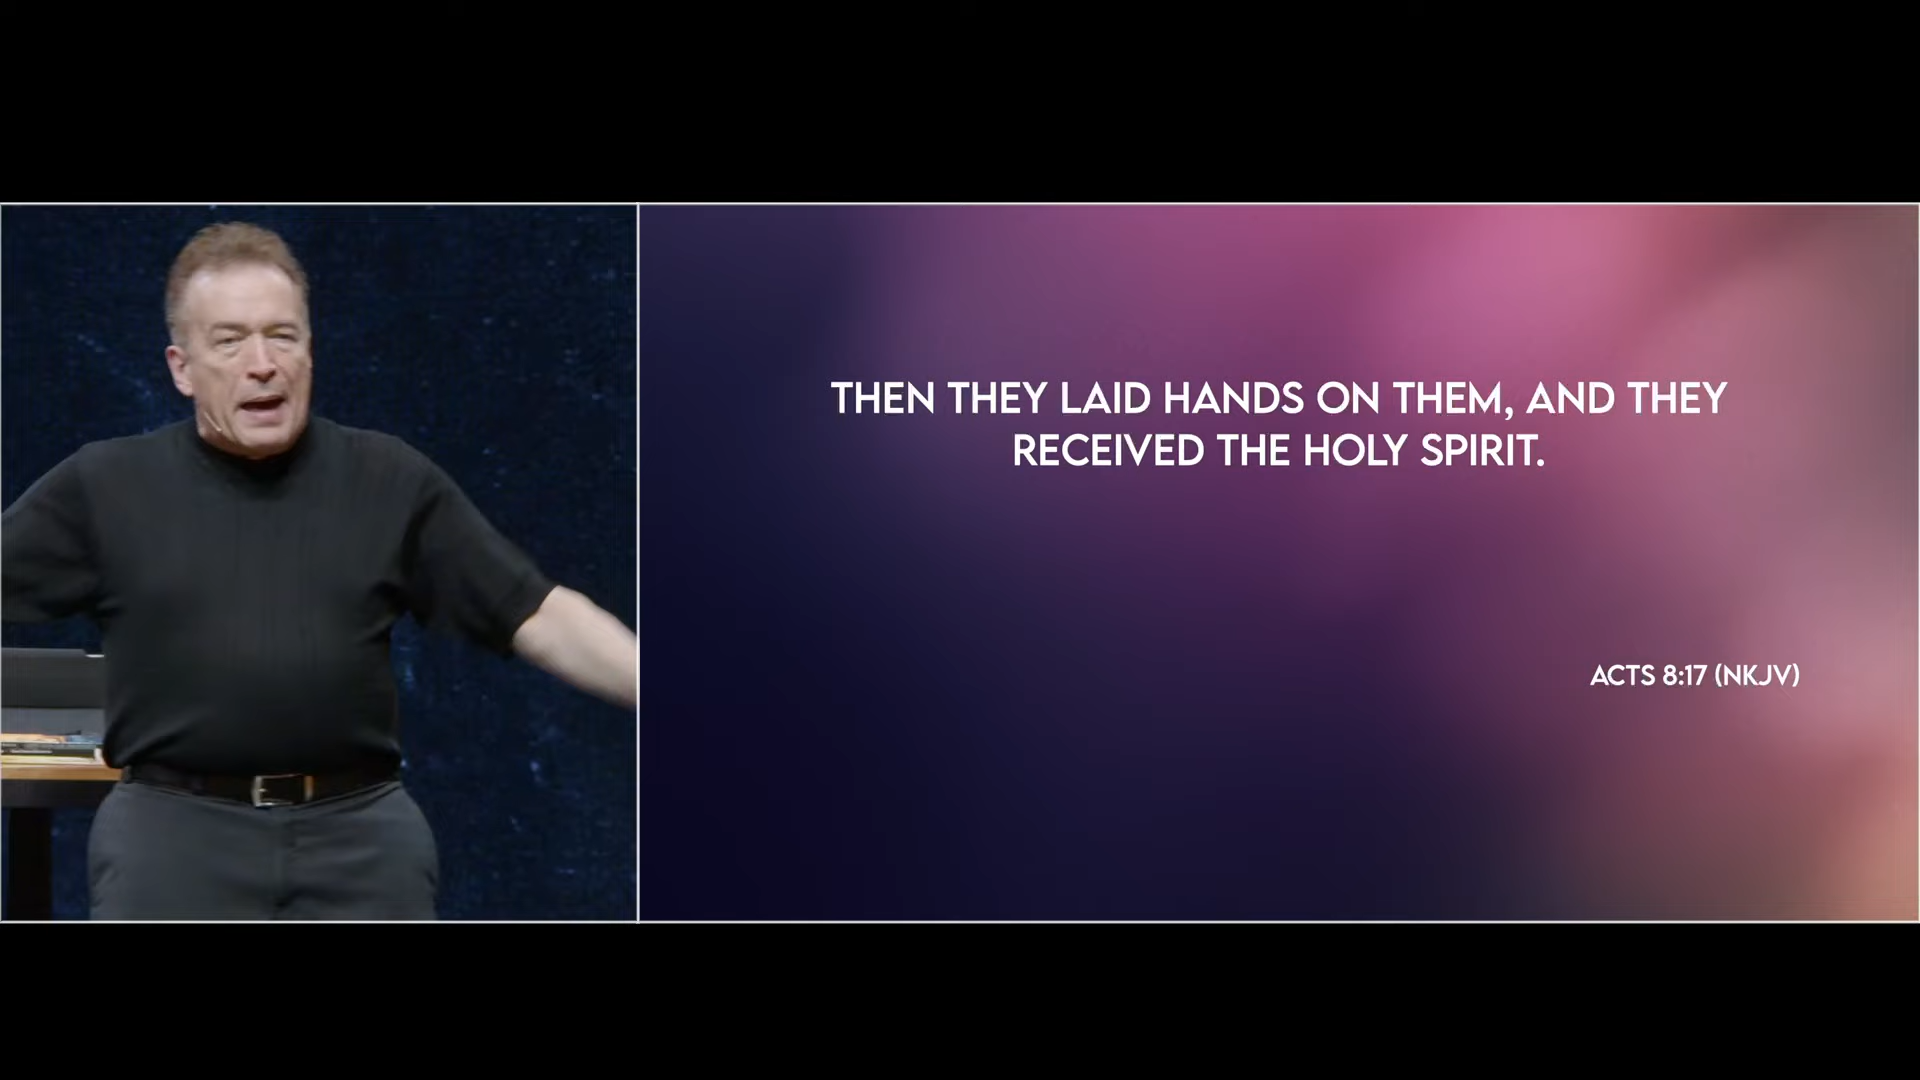 THEN THEY LAID HANDS ON THEM, AND THEY
RECEIVED THE HOLY SPIRIT.
ACTS 8:17 (NKJV)